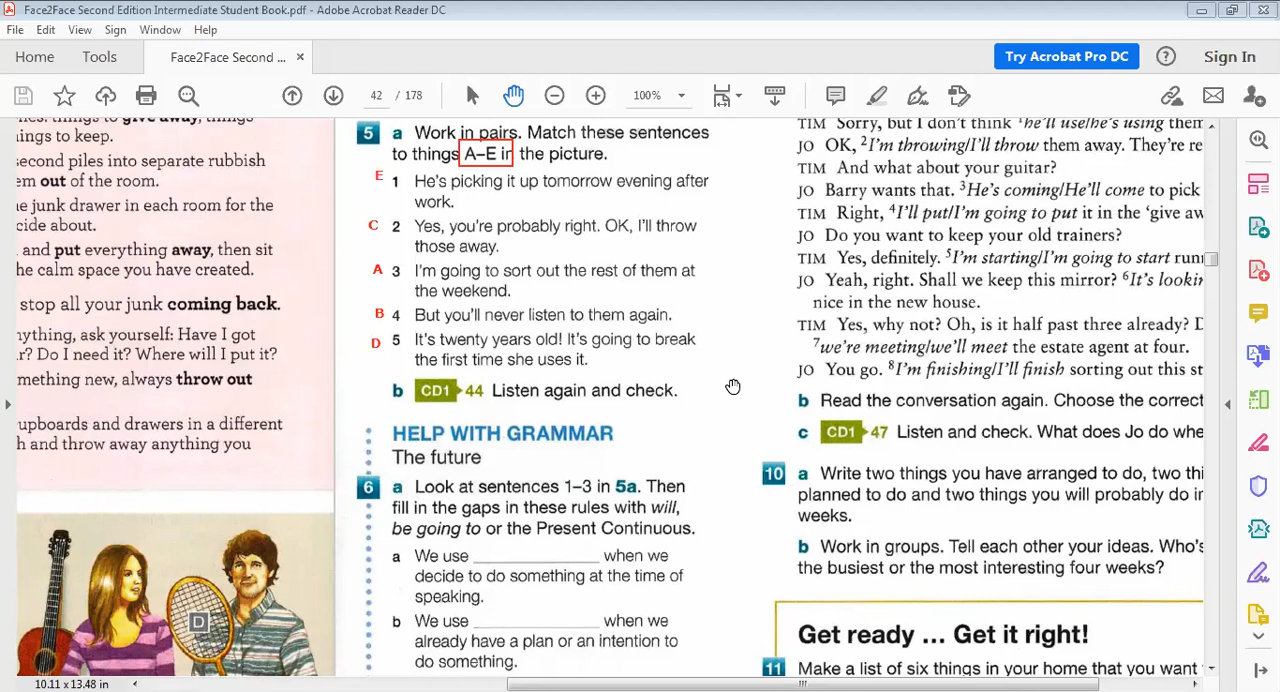 Face2Face Second Edition Intermediate Student Book.pdf - Adobe Acrobat Reader DC
File Edit View Sign Window Help
Home Tools Face2Face Second ... × Try Acrobat Pro DC Sign In
42 / 178 100%
things to give away, things
ings to keep.
second piles into separate rubbish
em out of the room.
e junk drawer in each room for the
cide about.
and put everything away, then sit
he calm space you have created.
stop all your junk coming back.
nything, ask yourself: Have I got
r? Do I need it? Where will I put it?
mething new, always throw out
upboards and drawers in a different
h and throw away anything you
D
5 a Work in pairs. Match these sentences
to things A–E in the picture.
E 1 He's picking it up tomorrow evening after
work.
C 2 Yes, you're probably right. OK, I'll throw
those away.
A 3 I'm going to sort out the rest of them at
the weekend.
B 4 But you'll never listen to them again.
D 5 It's twenty years old! It's going to break
the first time she uses it.
b CD1 44 Listen again and check.
HELP WITH GRAMMAR
The future
6 a Look at sentences 1–3 in 5a. Then
fill in the gaps in these rules with will,
be going to or the Present Continuous.
a We use ____________ when we
decide to do something at the time of
speaking.
b We use ____________ when we
already have a plan or an intention to
do something.
TIM Sorry, but I don't think 1he'll use/he's using them
JO OK, 2I'm throwing/I'll throw them away. They're re
TIM And what about your guitar?
JO Barry wants that. 3He's coming/He'll come to pick
TIM Right, 4I'll put/I'm going to put it in the 'give aw
JO Do you want to keep your old trainers?
TIM Yes, definitely. 5I'm starting/I'm going to start run
JO Yeah, right. Shall we keep this mirror? 6It's lookin
nice in the new house.
TIM Yes, why not? Oh, is it half past three already? D
7we're meeting/we'll meet the estate agent at four.
JO You go. 8I'm finishing/I'll finish sorting out this st
b Read the conversation again. Choose the correct
c CD1 47 Listen and check. What does Jo do whe
10 a Write two things you have arranged to do, two thi
planned to do and two things you will probably do in
weeks.
b Work in groups. Tell each other your ideas. Who's
the busiest or the most interesting four weeks?
Get ready ... Get it right!
11 Make a list of six things in your home that you want
10.11 x 13.48 in